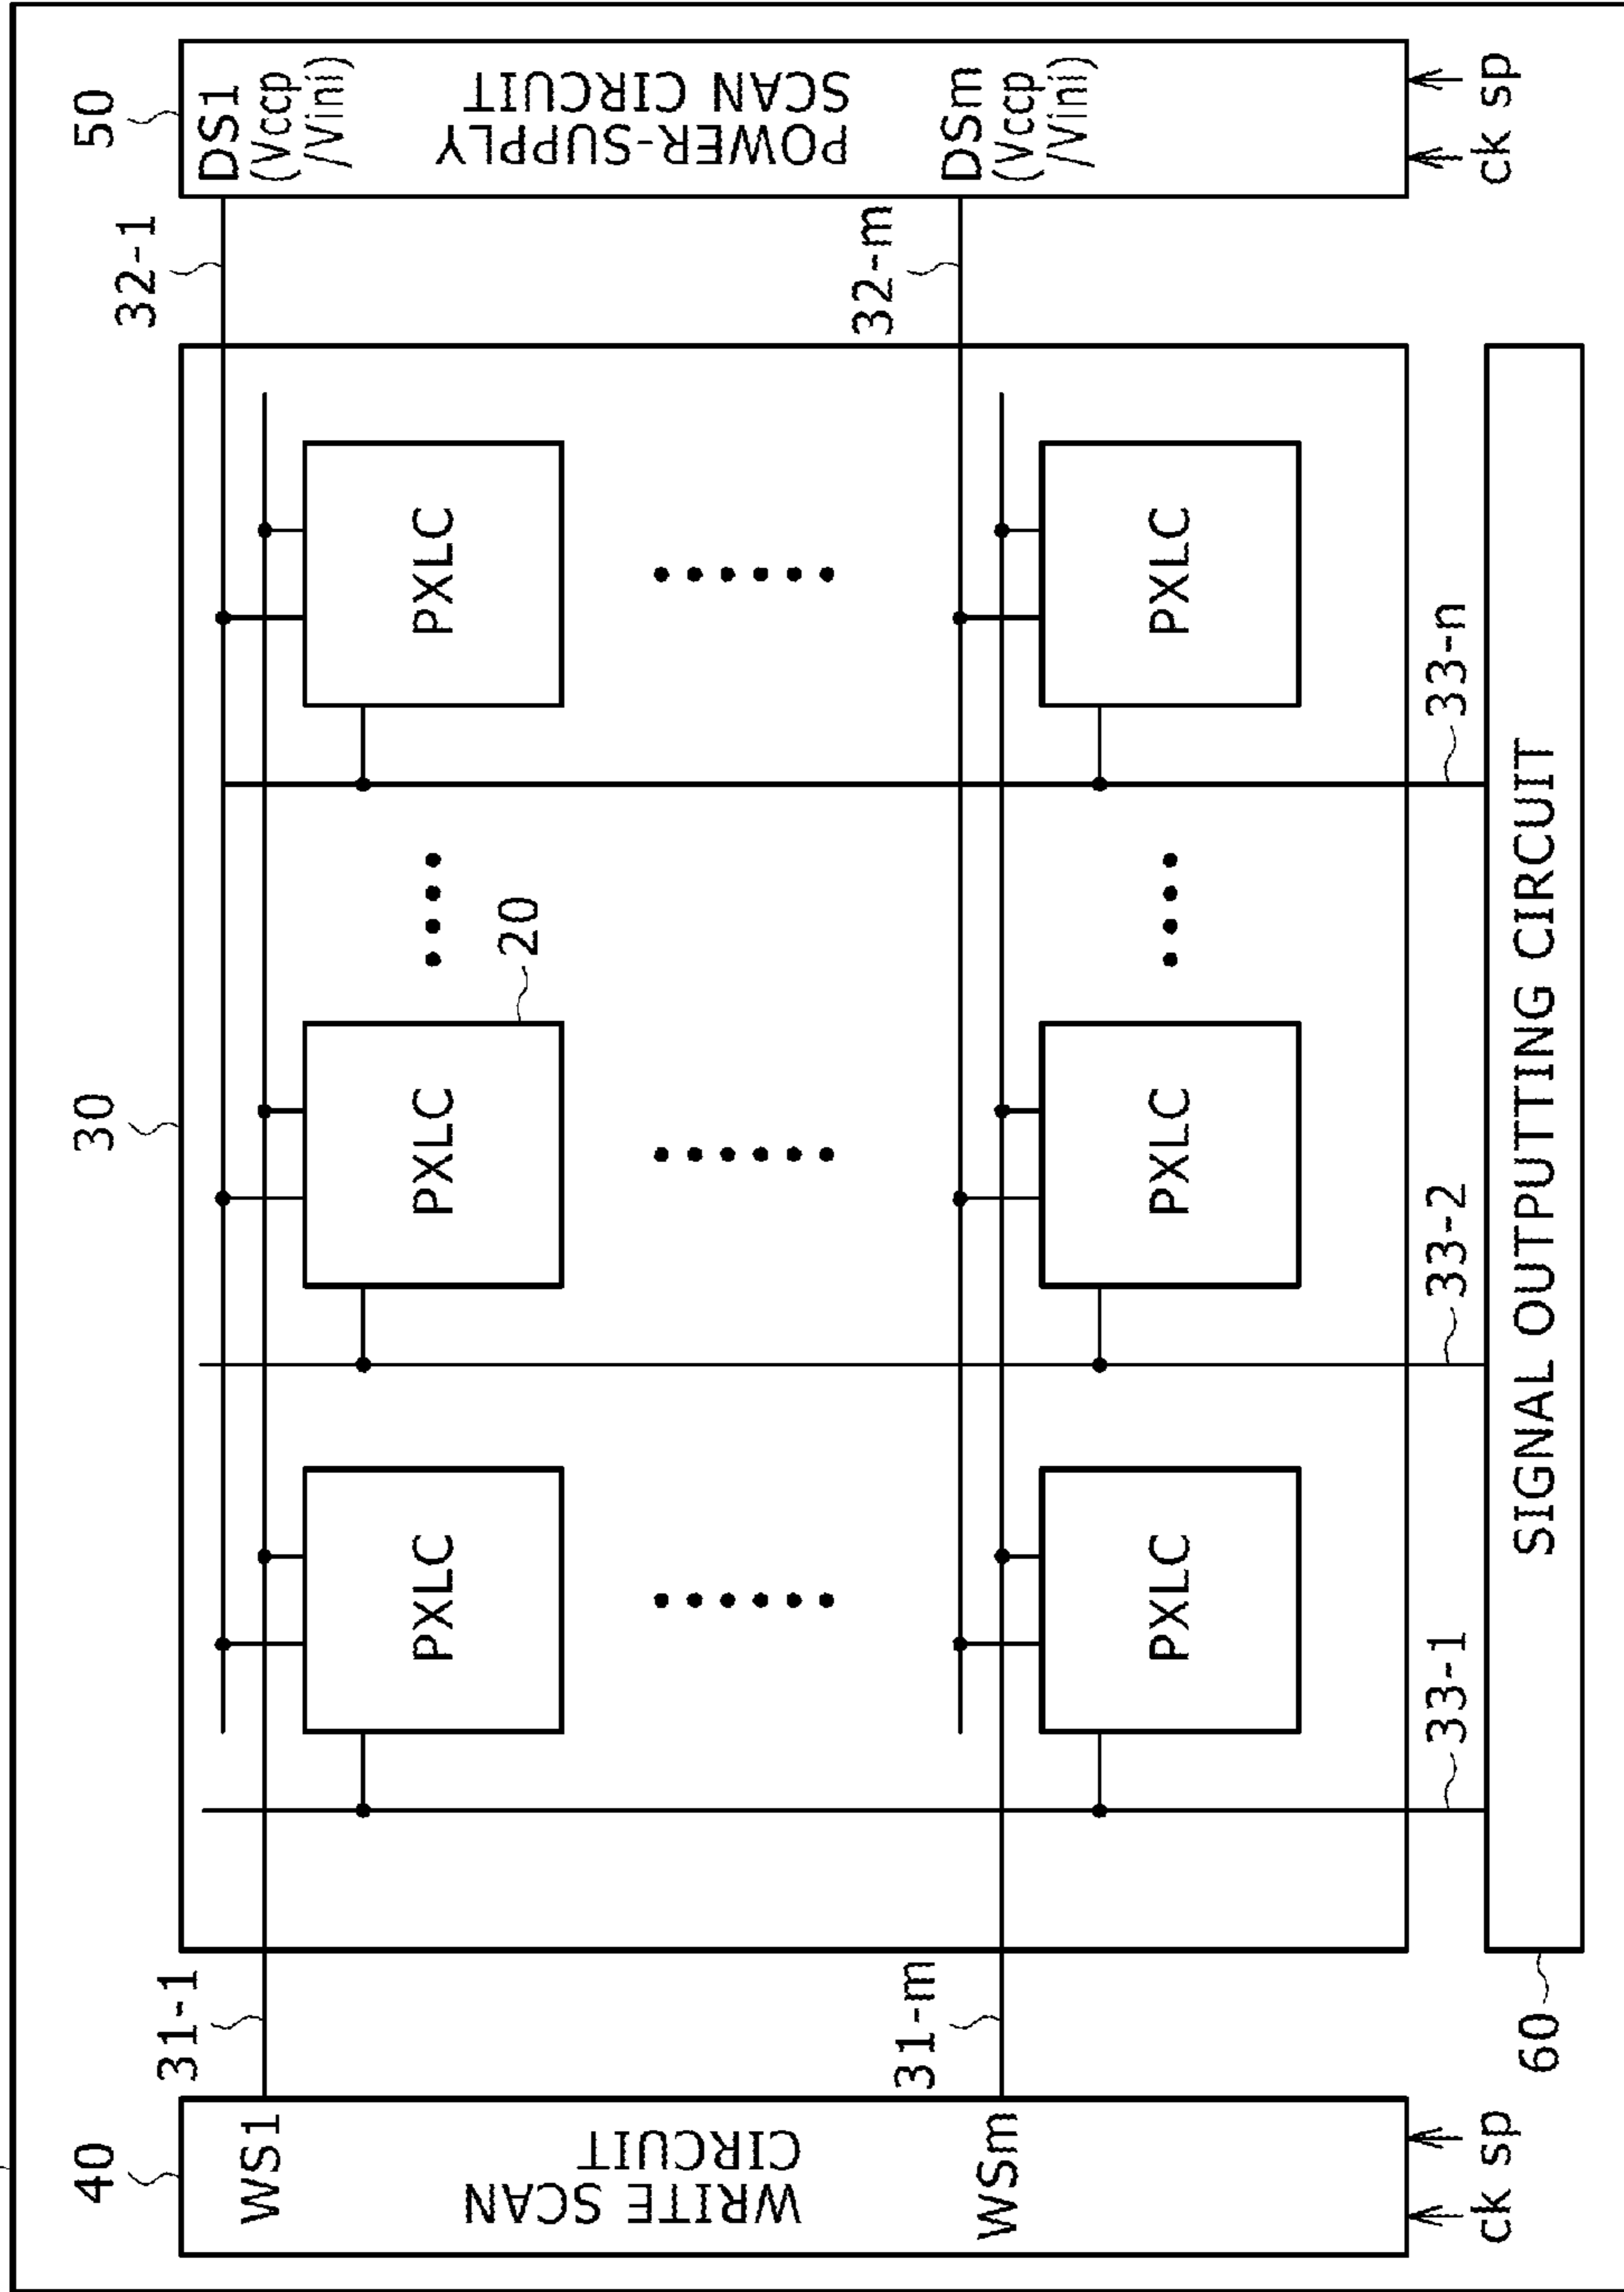 40
30
50
WS1
31-1
32-1
DS1
(Vccp
/Vini)
PXLC
PXLC
PXLC
20
WRITE SCAN
CIRCUIT
POWER-SUPPLY
SCAN CIRCUIT
WSm
31-m
32-m
DSm
(Vccp
/Vini)
PXLC
PXLC
PXLC
33-1
33-2
33-n
ck sp
ck sp
60
SIGNAL OUTPUTTING CIRCUIT